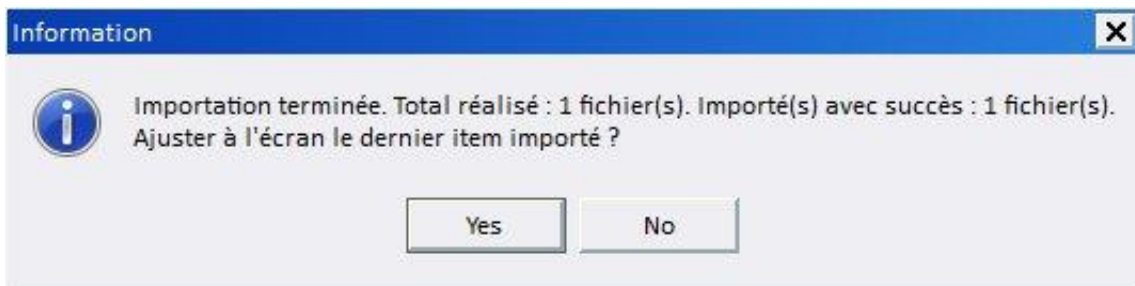 Information
Importation terminée. Total réalisé : 1 fichier(s). Importé(s) avec succès : 1 fichier(s).
Ajuster à l'écran le dernier item importé ?
Yes
No